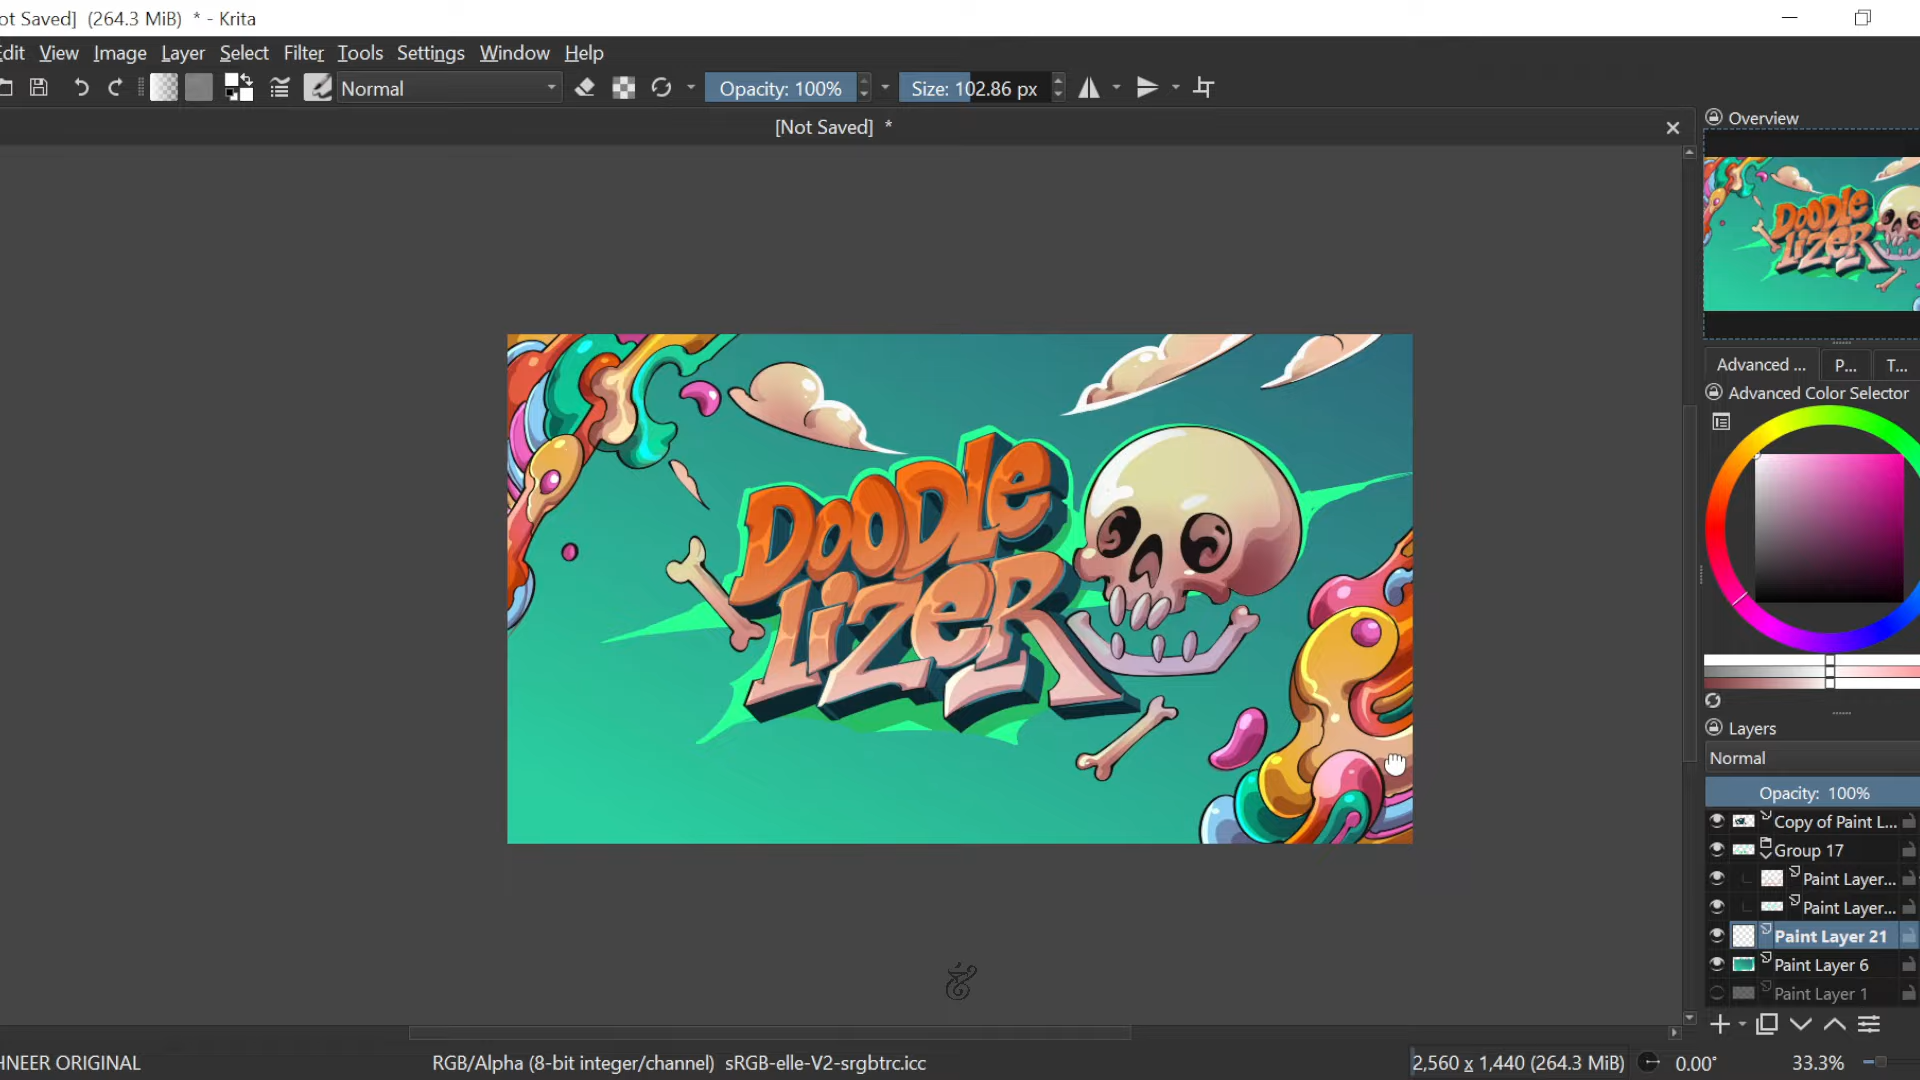 ot Saved] (264.3 MiB) * - Krita
Edit View Image Layer Select Filter Tools Settings Window Help
Normal Opacity: 100% Size: 102.86 px
[Not Saved] *
Overview
DOODLE
LIZER
Advanced ... P... T...
Advanced Color Selector
DOODLE
LIZER
Layers
Normal
Opacity: 100%
Copy of Paint L...
Group 17
Paint Layer...
Paint Layer...
Paint Layer 21
Paint Layer 6
Paint Layer 1
HNEER ORIGINAL RGB/Alpha (8-bit integer/channel) sRGB-elle-V2-srgbtrc.icc 2,560 x 1,440 (264.3 MiB) 0.00° 33.3%